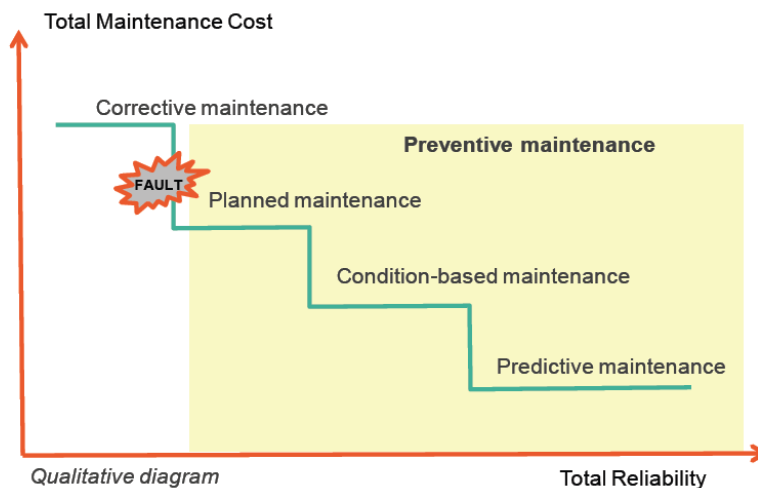 Total Maintenance Cost
Corrective maintenance
Preventive maintenance
FAULT
Planned maintenance
Condition-based maintenance
Predictive maintenance
Qualitative diagram
Total Reliability